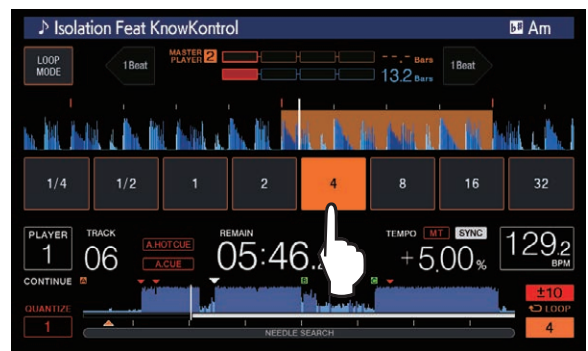 ♪ Isolation Feat KnowKontrol Am
LOOP MODE
1 Beat
MASTER PLAYER 2
--.- Bars
13.2 Bars
1 Beat
1/4 1/2 1 2 4 8 16 32
PLAYER 1
TRACK 06
A.HOT CUE
A.CUE
REMAIN 05:46.
TEMPO MT SYNC
+5.00%
129.2 BPM
CONTINUE A B C
±10
QUANTIZE 1
LOOP 4
NEEDLE SEARCH